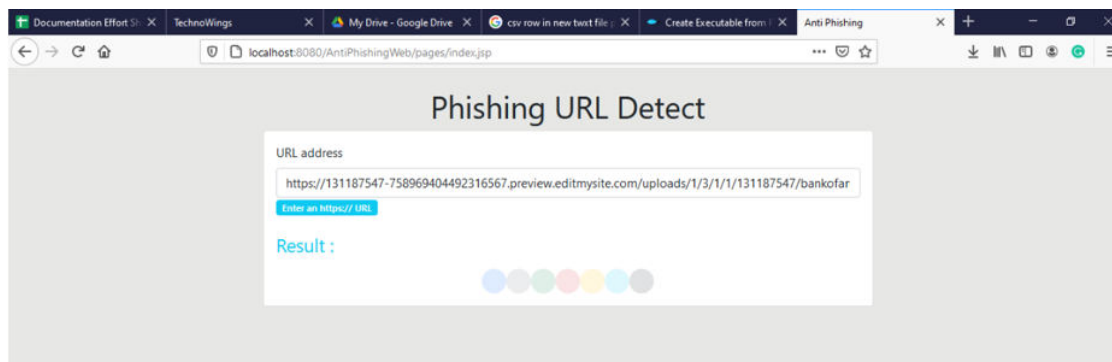 Documentation Effort Sh
TechnoWings
My Drive - Google Drive
csv row in new twxt file
Create Executable from
Anti Phishing
localhost:8080/AntiPhishingWeb/pages/index.jsp
Phishing URL Detect
URL address
https://131187547-758969404492316567.preview.editmysite.com/uploads/1/3/1/1/131187547/bankofar
Enter an https:// URL
Result :